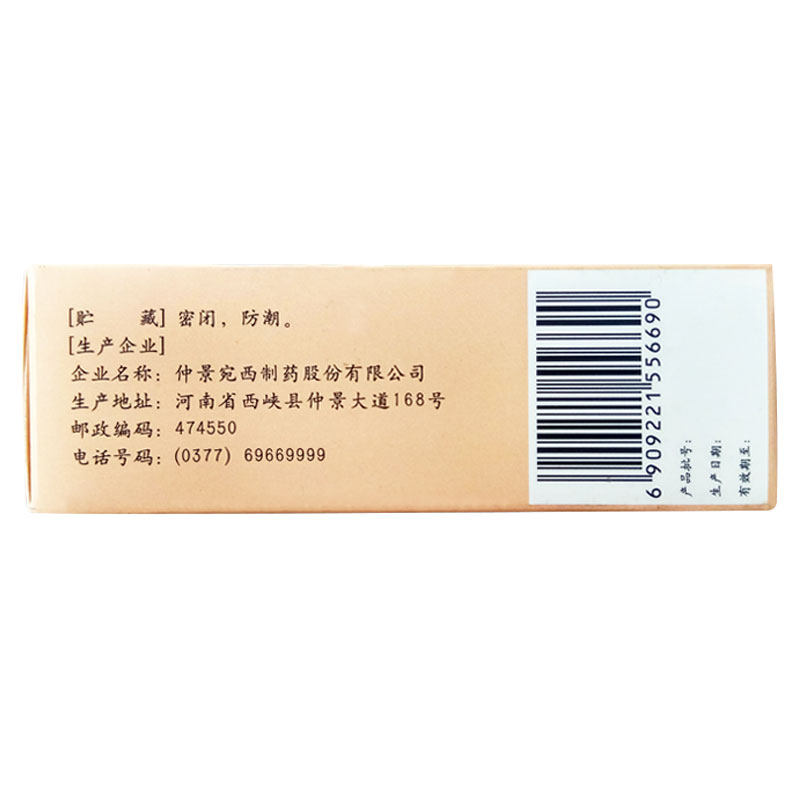 [贮 藏] 密闭，防潮。
[生产企业]
企业名称：仲景宛西制药股份有限公司
生产地址：河南省西峡县仲景大道168号
邮政编码：474550
电话号码：(0377) 69669999
6909221556690
产品批号：
生产日期：
有效期至：